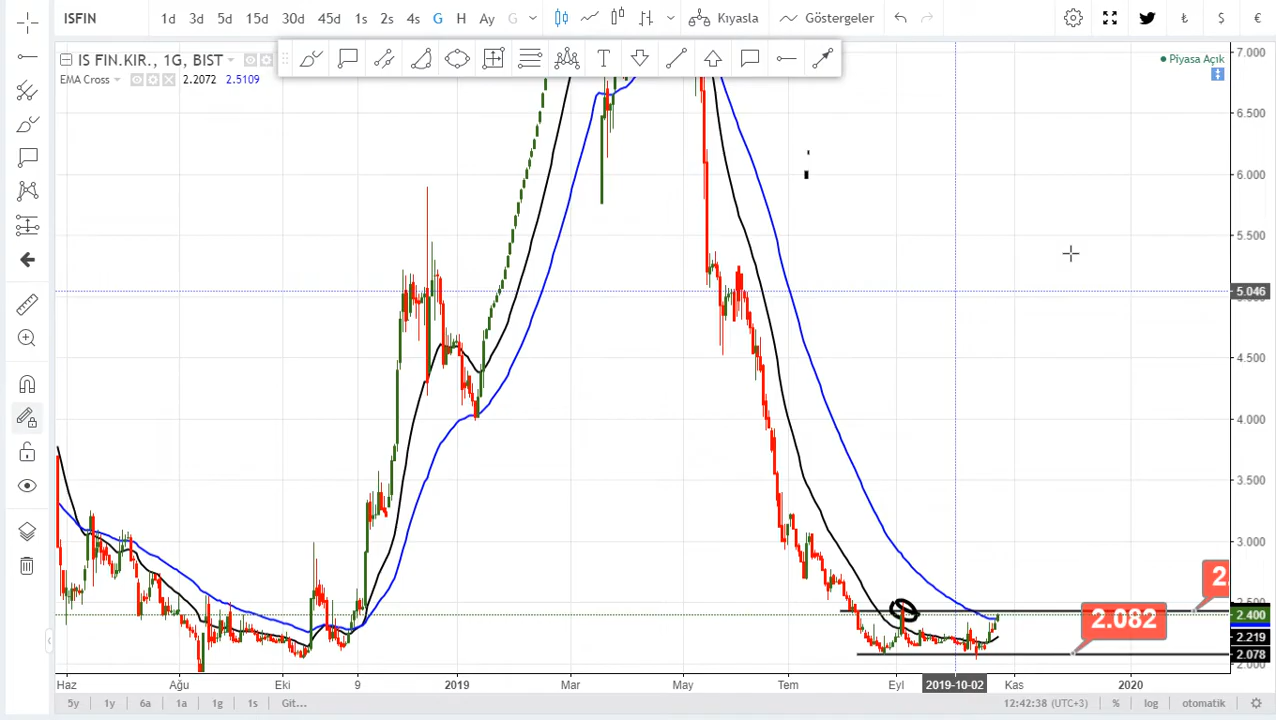 ISFIN 1d 3d 5d 15d 30d 45d 1s 2s 4s G H Ay G Kıyasla Göstergeler ₺ $ €
IS FIN.KIR., 1G, BIST
EMA Cross 2.2072 2.5109
Piyasa Açık
T
7.000
6.500
6.000
5.500
5.046
4.500
4.000
3.500
3.000
2
2.082
2.400
2.219
2.078
2.000
Haz Ağu Eki 9 2019 Mar May Tem Eyl 2019-10-02 Kas 2020
5y 1y 6a 1a 1g 1s Git... 12:42:38 (UTC+3) % log otomatik